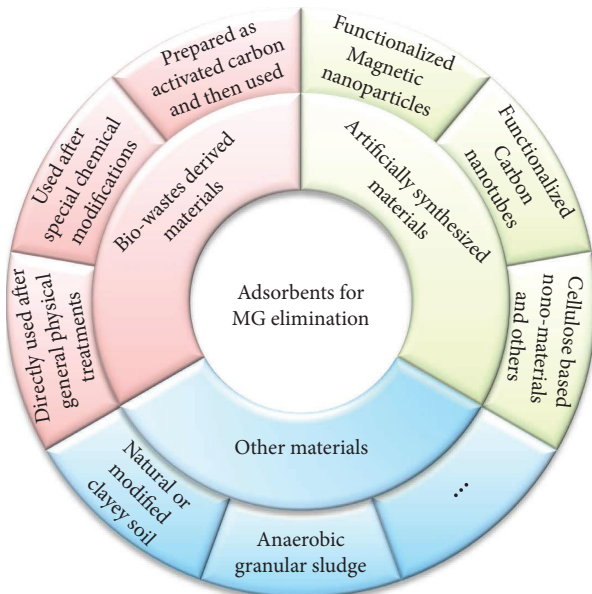 Adsorbents for
MG elimination
Bio-wastes derived
materials
Artificially synthesized
materials
Other materials
Prepared as
activated carbon
and then used
Used after
special chemical
modifications
Directly used after
general physical
treatments
Functionalized
Magnetic
nanoparticles
Functionalized
Carbon
nanotubes
Cellulose based
nono-materials
and others
Natural or
modified
clayey soil
Anaerobic
granular sludge
...